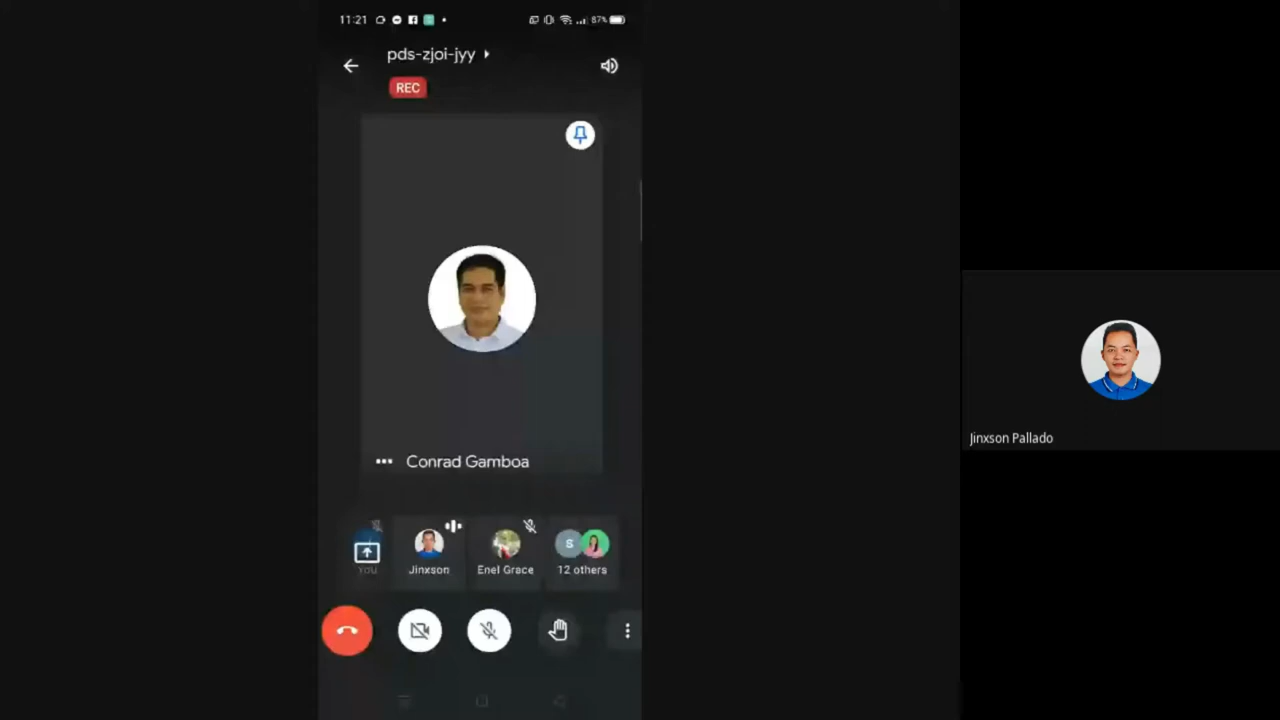 11:21
87%
pds-zjoi-jyy
REC
Conrad Gamboa
You
Jinxson
Enel Grace
S
12 others
Jinxson Pallado